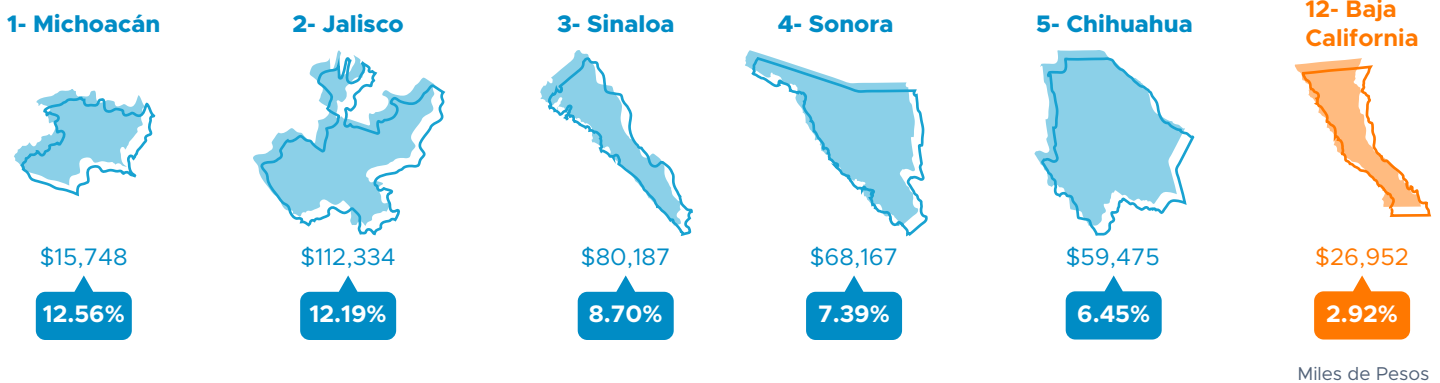 1- Michoacán
$15,748
12.56%
2- Jalisco
$112,334
12.19%
3- Sinaloa
$80,187
8.70%
4- Sonora
$68,167
7.39%
5- Chihuahua
$59,475
6.45%
12- Baja
California
$26,952
2.92%
Miles de Pesos